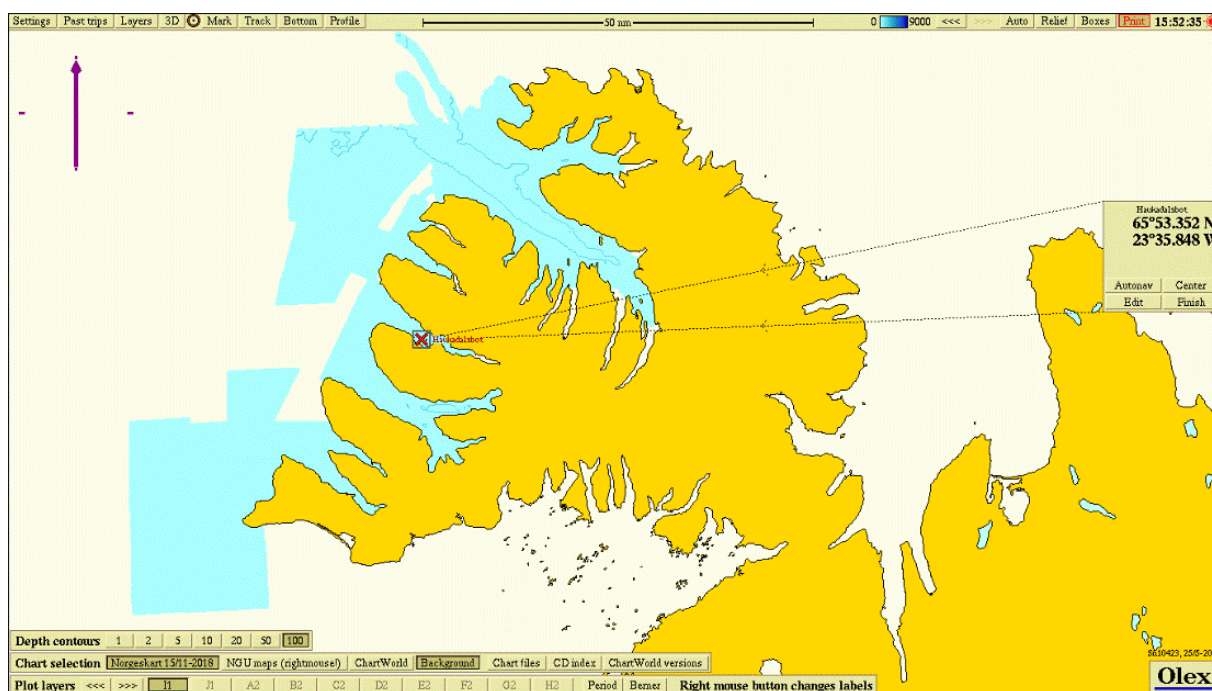 Settings Past trips Layers 3D Mark Track Bottom Profile 50 nm 0 9000 <<< >>> Auto Relief Boxes Print 15:52:35
Haukadalsbot
65°53.352 N
23°35.848 W
Autonav Center
Edit Finish
Haukadalsbot
Depth contours 1 2 5 10 20 50 100
Chart selection Norgeskart 15/11-2018 NGU maps (rightmouse!) ChartWorld Background Chart files CD index ChartWorld versions
Plot layers <<< >>> I1 J1 A2 B2 C2 D2 E2 F2 G2 H2 Period Berner Right mouse button changes labels
Olex